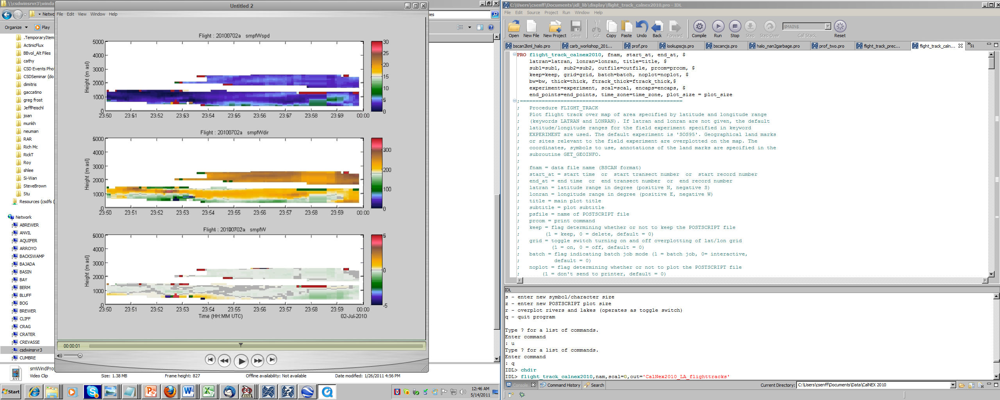 \\csdwinsrvr3\winda
Netwo
Organize
Play
.TemporaryItem
ActinicFlux
BBvol_Alt Files
cathy
CSD Events Pho
CSDSeminar (do
dimitris
gaccatino
greg frost
JeffPeischl
joan
munkh
neuman
RAR
Rich Mc
RickT
Roy
shlee
Si-Wan
SteveBrown
Stu
Resources (csdfs (
Network
ABREWER
ANVIL
AQUIFER
ARROYO
BACKSWAMP
BAJADA
BASIN
BAY
BERM
BLUFF
BOG
BREWER
CLIFF
CRAG
CRATER
CREVASSE
csdwinsrvr3
CUMBRE
ies
Untitled 2
File Edit View Window Help
Flight : 20100702a smpfWspd
Height (m asl)
5000
4000
3000
2000
1000
0
23:50 23:51 23:52 23:53 23:54 23:55 23:56 23:57 23:58 23:59 00:00
30
25
20
15
10
5
0
Flight : 20100702a smpfWdir
Height (m asl)
5000
4000
3000
2000
1000
0
23:50 23:51 23:52 23:53 23:54 23:55 23:56 23:57 23:58 23:59 00:00
300
200
100
0
Flight : 20100702a smpfW
Height (m asl)
5000
4000
3000
2000
1000
0
23:50 23:51 23:52 23:53 23:54 23:55 23:56 23:57 23:58 23:59 00:00
5
0
-5
Time (HH:MM UTC)
02-Jul-2010
00:00:01
smWindPro
Video Clip
Size: 1.38 MB
Frame height: 827
Offline availability: Not available
Date modified: 1/26/2011 4:56 PM
AVI
Start
12:46 AM
5/14/2011
C:\Users\csenff\Documents\idl_lib\display\flight_track_calnex2010.pro - IDL
File Edit Source Project Run Window Help
Open New File New Project Save Cut Copy Paste Undo Back Forward Compile Run Stop Step Step Over Call Stack Reset
$MAIN$
bscan2kml_halo.pro carb_workshop_201... prof.pro lookupscjs.pro bscancjs.pro halo_nan2garbage.pro prof_two.pro flight_track_prec... flight_track_caln... 51
PRO flight_track_calnex2010, fnam, start_at, end_at, $
latran=latran, lonran=lonran, title=title, $
sub1=sub1, sub2=sub2, outfile=outfile, prcom=prcom, $
keep=keep, grid=grid, batch=batch, noplot=noplot, $
bw=bw, thick=thick, ftrack_thick=ftrack_thick,$
experiment=experiment, scal=scal, encaps=encaps, $
end_points=end_points, time_zone=time_zone, plot_size = plot_size
;====================================================
; Procedure FLIGHT_TRACK
; Plot flight track over map of area specified by latitude and longitude range
; (keywords LATRAN and LONRAN). If latran and lonran are not given, the default
; latitude/longitude ranges for the field experiment specified in keyword
; EXPERIMENT are used. The default experiment is 'SOS95'. Geographical land marks
; or sites relevant to the field experiment are overplotted on the map. The
; coordinates, symbols to use, annotations of the land marks are specified in the
; subroutine GET_GEOINFO.
;
; fnam = data file name (BSCAN format)
; start_at = start time or start transect number or start record number
; end_at = end time or end transect number or end record number
; latran = latitude range in degree (positive N, negative S)
; lonran = longitude range in degree (positive E, negative W)
; title = main plot title
; subtitle = plot subtitle
; psfile = name of POSTSCRIPT file
; prcom = print command
; keep = flag determining whether or not to keep the POSTSCRIPT file
; (1 = keep, 0 = delete, default = 0)
; grid = toggle switch turning on and off overplotting of lat/lon grid
; (1 = on, 0 = off, default = 0)
; batch = flag indicating batch job mode (1 = batch job, 0= interactive,
; default = 0)
; noplot = flag determining whether or not to plot the POSTSCRIPT file
; (1 = don't send to printer, default = 0)
IDL
s - enter new symbol/character size
z - enter new POSTSCRIPT plot size
r - overplot rivers and lakes (operates as toggle switch)
q - quit program
Type ? for a list of commands.
Enter command
: u
Type ? for a list of commands.
Enter command
: q
IDL> chdir
IDL> flight_track_calnex2010,nam,scal=0,out='CalNex2010_LA_flighttracks'
Console Command History Search
Current Directory: C:\Users\csenff\Documents\Data\CalNEX 2010